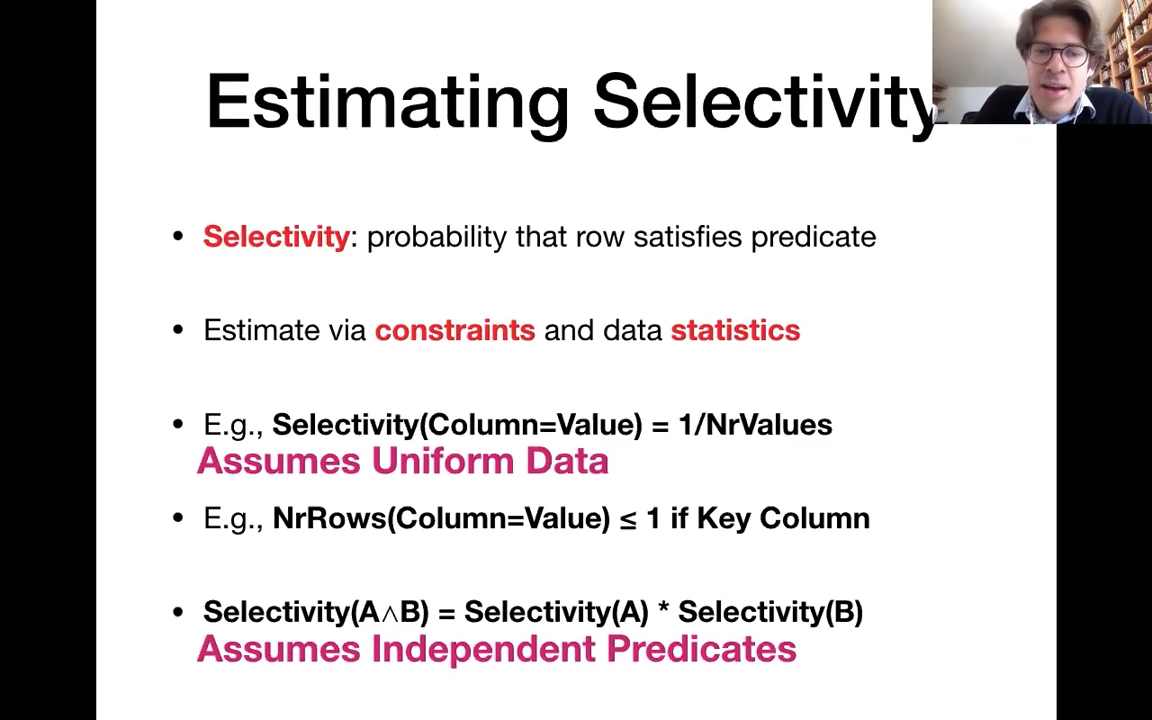 Estimating Selectivity
• Selectivity: probability that row satisfies predicate
• Estimate via constraints and data statistics
• E.g., Selectivity(Column=Value) = 1/NrValues
Assumes Uniform Data
• E.g., NrRows(Column=Value) ≤ 1 if Key Column
• Selectivity(A∧B) = Selectivity(A) * Selectivity(B)
Assumes Independent Predicates